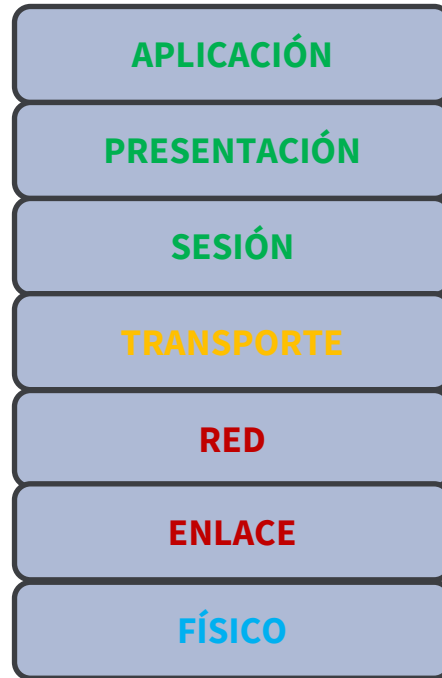 APLICACIÓN
PRESENTACIÓN
SESIÓN
TRANSPORTE
RED
ENLACE
FÍSICO